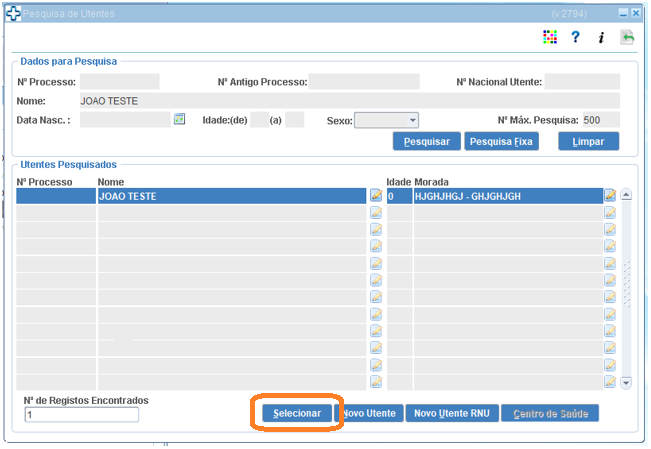 Pesquisa de Utentes (v 2794)
? i
Dados para Pesquisa
Nº Processo: Nº Antigo Processo: Nº Nacional Utente:
Nome: JOAO TESTE
Data Nasc. : Idade:(de) (a) Sexo: Nº Máx. Pesquisa: 500
Pesquisar Pesquisa Fixa Limpar
Utentes Pesquisados
Nº Processo Nome Idade Morada
JOAO TESTE 0 HJGHJHGJ - GHJGHJGH
Nº de Registos Encontrados
1
Selecionar Novo Utente Novo Utente RNU Centro de Saúde